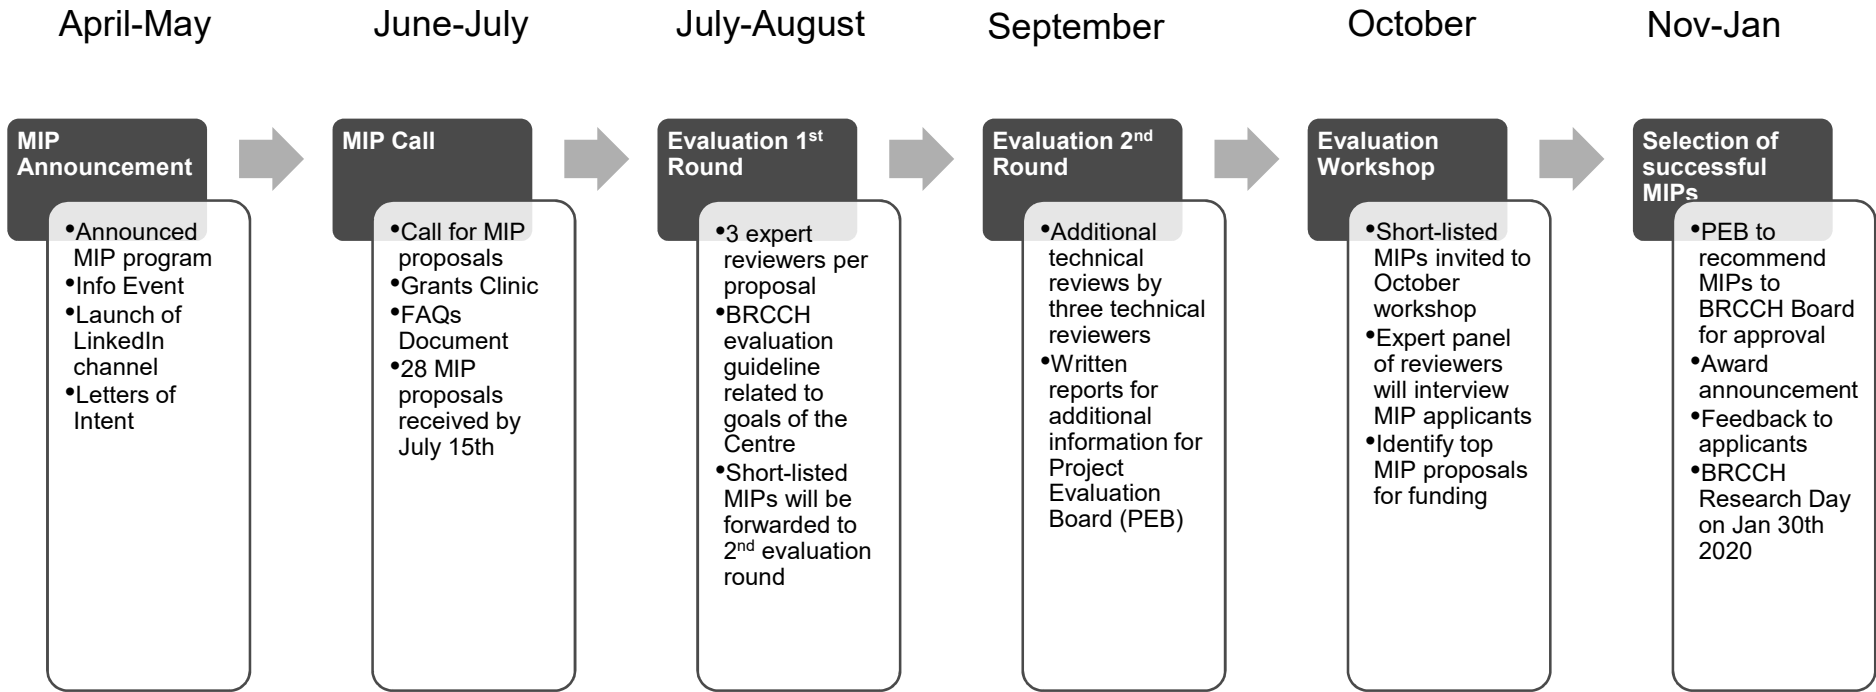 April-May
June-July
July-August
September
October
Nov-Jan
MIP
Announcement
•Announced
MIP program
•Info Event
•Launch of
LinkedIn
channel
•Letters of
Intent
MIP Call
•Call for MIP
proposals
•Grants Clinic
•FAQs
Document
•28 MIP
proposals
received by
July 15th
Evaluation 1st
Round
•3 expert
reviewers per
proposal
•BRCCH
evaluation
guideline
related to
goals of the
Centre
•Short-listed
MIPs will be
forwarded to
2nd evaluation
round
Evaluation 2nd
Round
•Additional
technical
reviews by
three technical
reviewers
•Written
reports for
additional
information for
Project
Evaluation
Board (PEB)
Evaluation
Workshop
•Short-listed
MIPs invited to
October
workshop
•Expert panel
of reviewers
will interview
MIP applicants
•Identify top
MIP proposals
for funding
Selection of
successful
MIPs
•PEB to
recommend
MIPs to
BRCCH Board
for approval
•Award
announcement
•Feedback to
applicants
•BRCCH
Research Day
on Jan 30th
2020